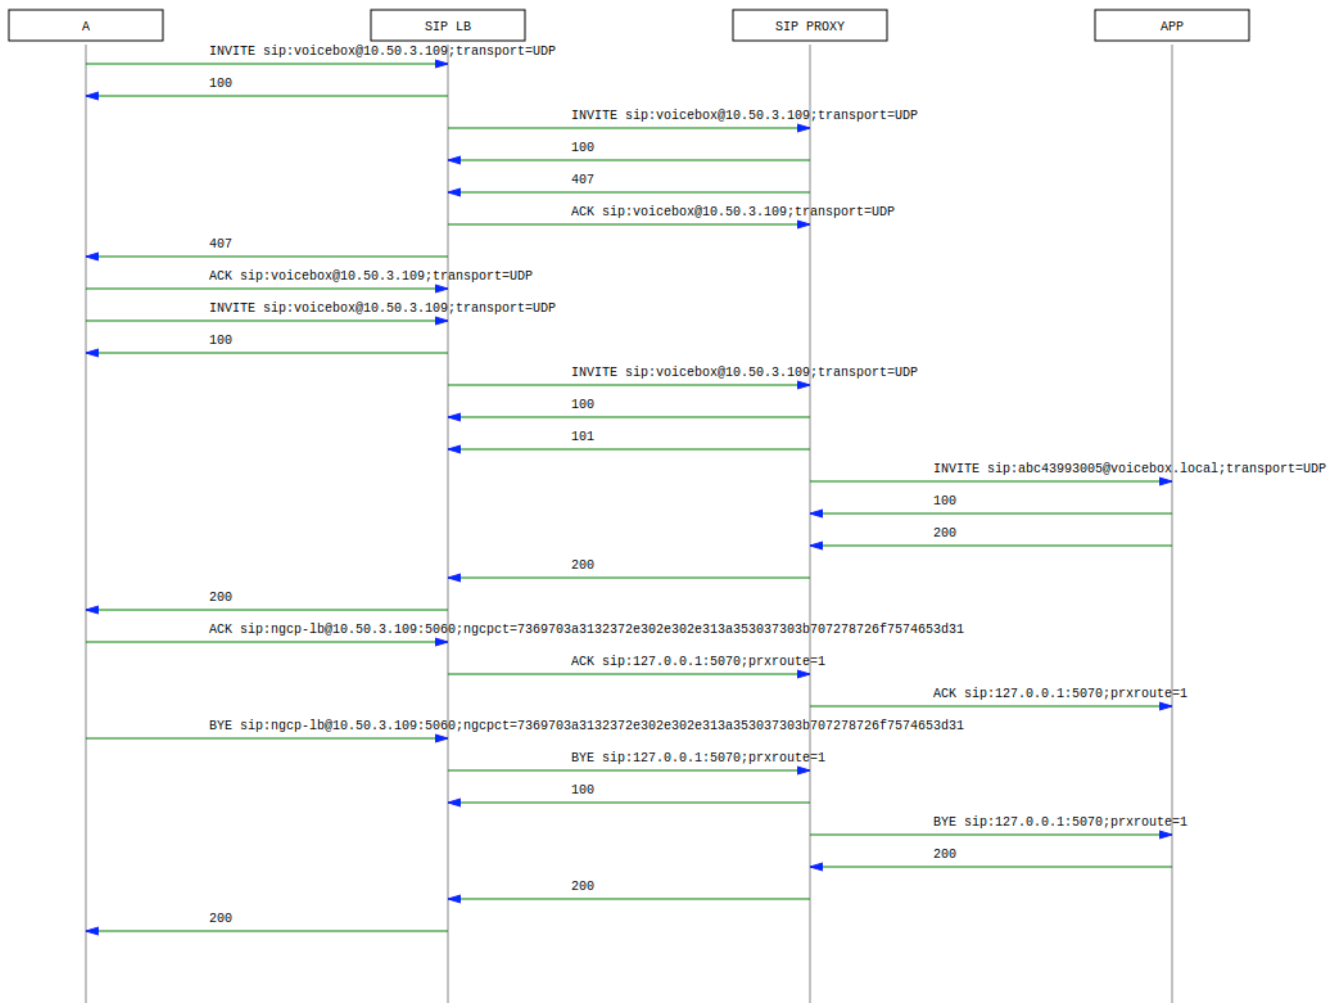 A SIP LB SIP PROXY APP
INVITE sip:voicebox@10.50.3.109;transport=UDP
100
INVITE sip:voicebox@10.50.3.109;transport=UDP
100
407
ACK sip:voicebox@10.50.3.109;transport=UDP
407
ACK sip:voicebox@10.50.3.109;transport=UDP
INVITE sip:voicebox@10.50.3.109;transport=UDP
100
INVITE sip:voicebox@10.50.3.109;transport=UDP
100
101
INVITE sip:abc43993005@voicebox.local;transport=UDP
100
200
200
200
ACK sip:ngcp-lb@10.50.3.109:5060;ngcpct=7369703a3132372e302e302e313a353037303b707278726f7574653d31
ACK sip:127.0.0.1:5070;prxroute=1
ACK sip:127.0.0.1:5070;prxroute=1
BYE sip:ngcp-lb@10.50.3.109:5060;ngcpct=7369703a3132372e302e302e313a353037303b707278726f7574653d31
BYE sip:127.0.0.1:5070;prxroute=1
100
BYE sip:127.0.0.1:5070;prxroute=1
200
200
200